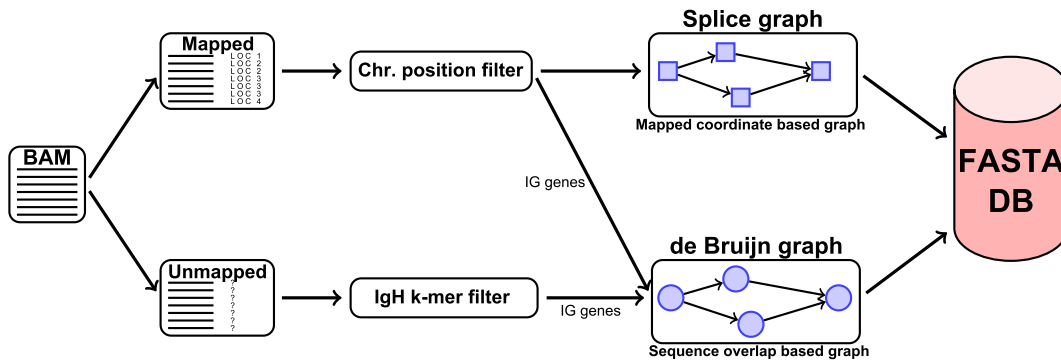 Splice graph
Mapped
LOC 1
LOC 2
LOC 2
LOC 3
LOC 3
LOC 3
LOC 4
Chr. position filter
Mapped coordinate based graph
BAM
IG genes
FASTA
DB
de Bruijn graph
Unmapped
?
?
?
?
?
?
?
IgH k-mer filter
IG genes
Sequence overlap based graph